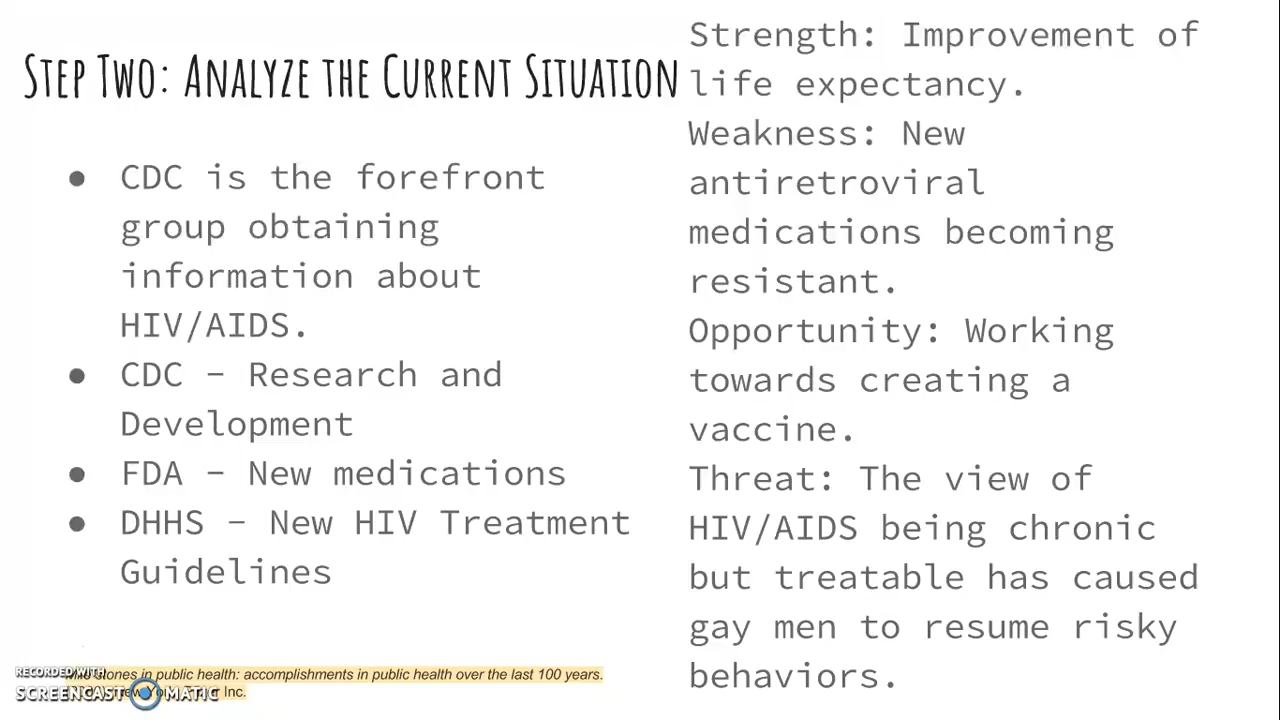 STEP TWO: ANALYZE THE CURRENT SITUATION
● CDC is the forefront
group obtaining
information about
HIV/AIDS.
● CDC – Research and
Development
● FDA – New medications
● DHHS – New HIV Treatment
Guidelines
Strength: Improvement of
life expectancy.
Weakness: New
antiretroviral
medications becoming
resistant.
Opportunity: Working
towards creating a
vaccine.
Threat: The view of
HIV/AIDS being chronic
but treatable has caused
gay men to resume risky
behaviors.
in public health: accomplishments in public health over the last 100 years.
Inc.
RECORDED WITH
SCREENCAST MATIC